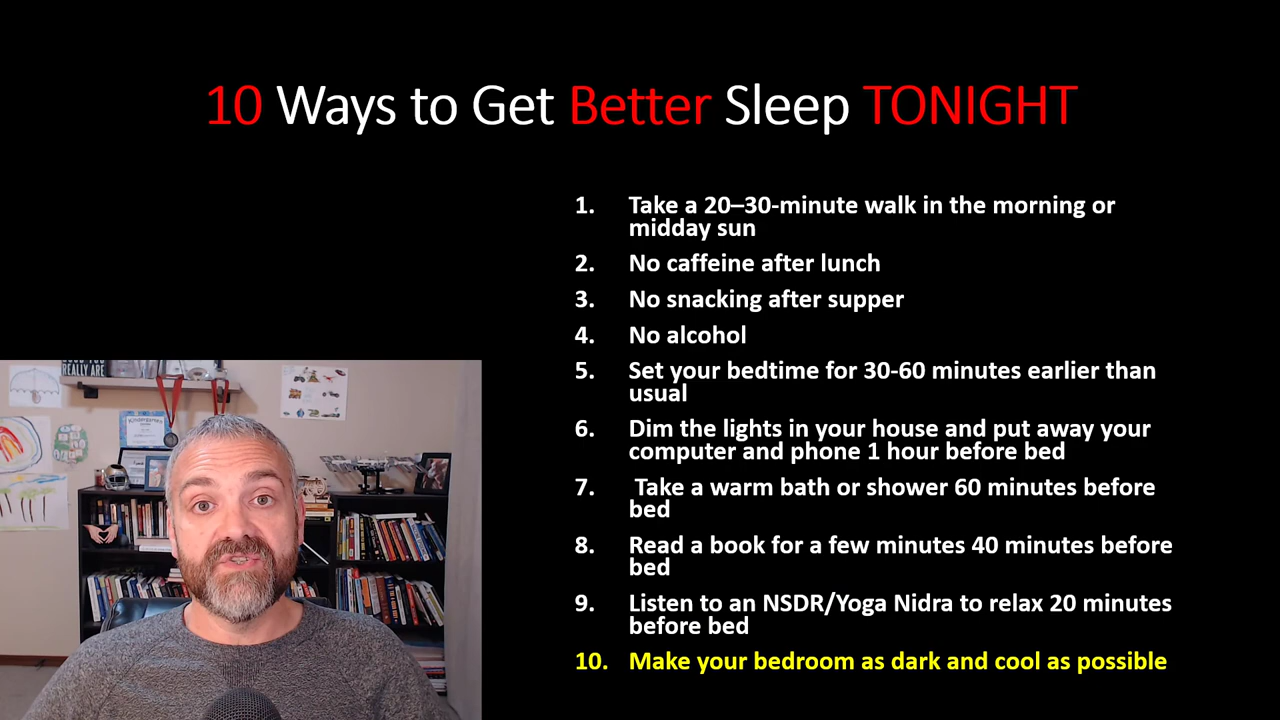 10 Ways to Get Better Sleep TONIGHT
1. Take a 20–30-minute walk in the morning or
midday sun
2. No caffeine after lunch
3. No snacking after supper
4. No alcohol
5. Set your bedtime for 30-60 minutes earlier than
usual
6. Dim the lights in your house and put away your
computer and phone 1 hour before bed
7. Take a warm bath or shower 60 minutes before
bed
8. Read a book for a few minutes 40 minutes before
bed
9. Listen to an NSDR/Yoga Nidra to relax 20 minutes
before bed
10. Make your bedroom as dark and cool as possible
REALLY ARE